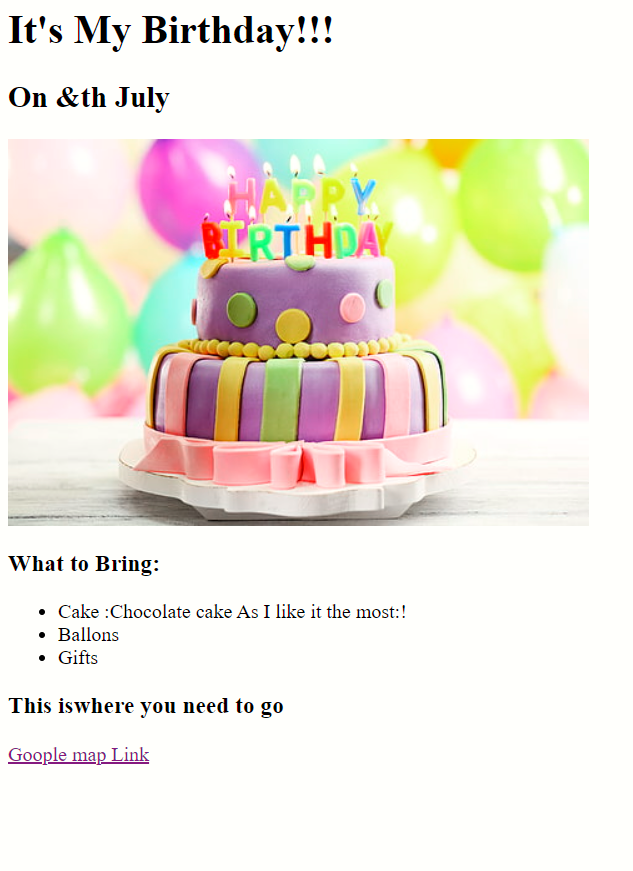 It's My Birthday!!!
On &th July
HAPPY
BIRTHDAY
What to Bring:
Cake :Chocolate cake As I like it the most:!
Ballons
Gifts
This iswhere you need to go
Goople map Link